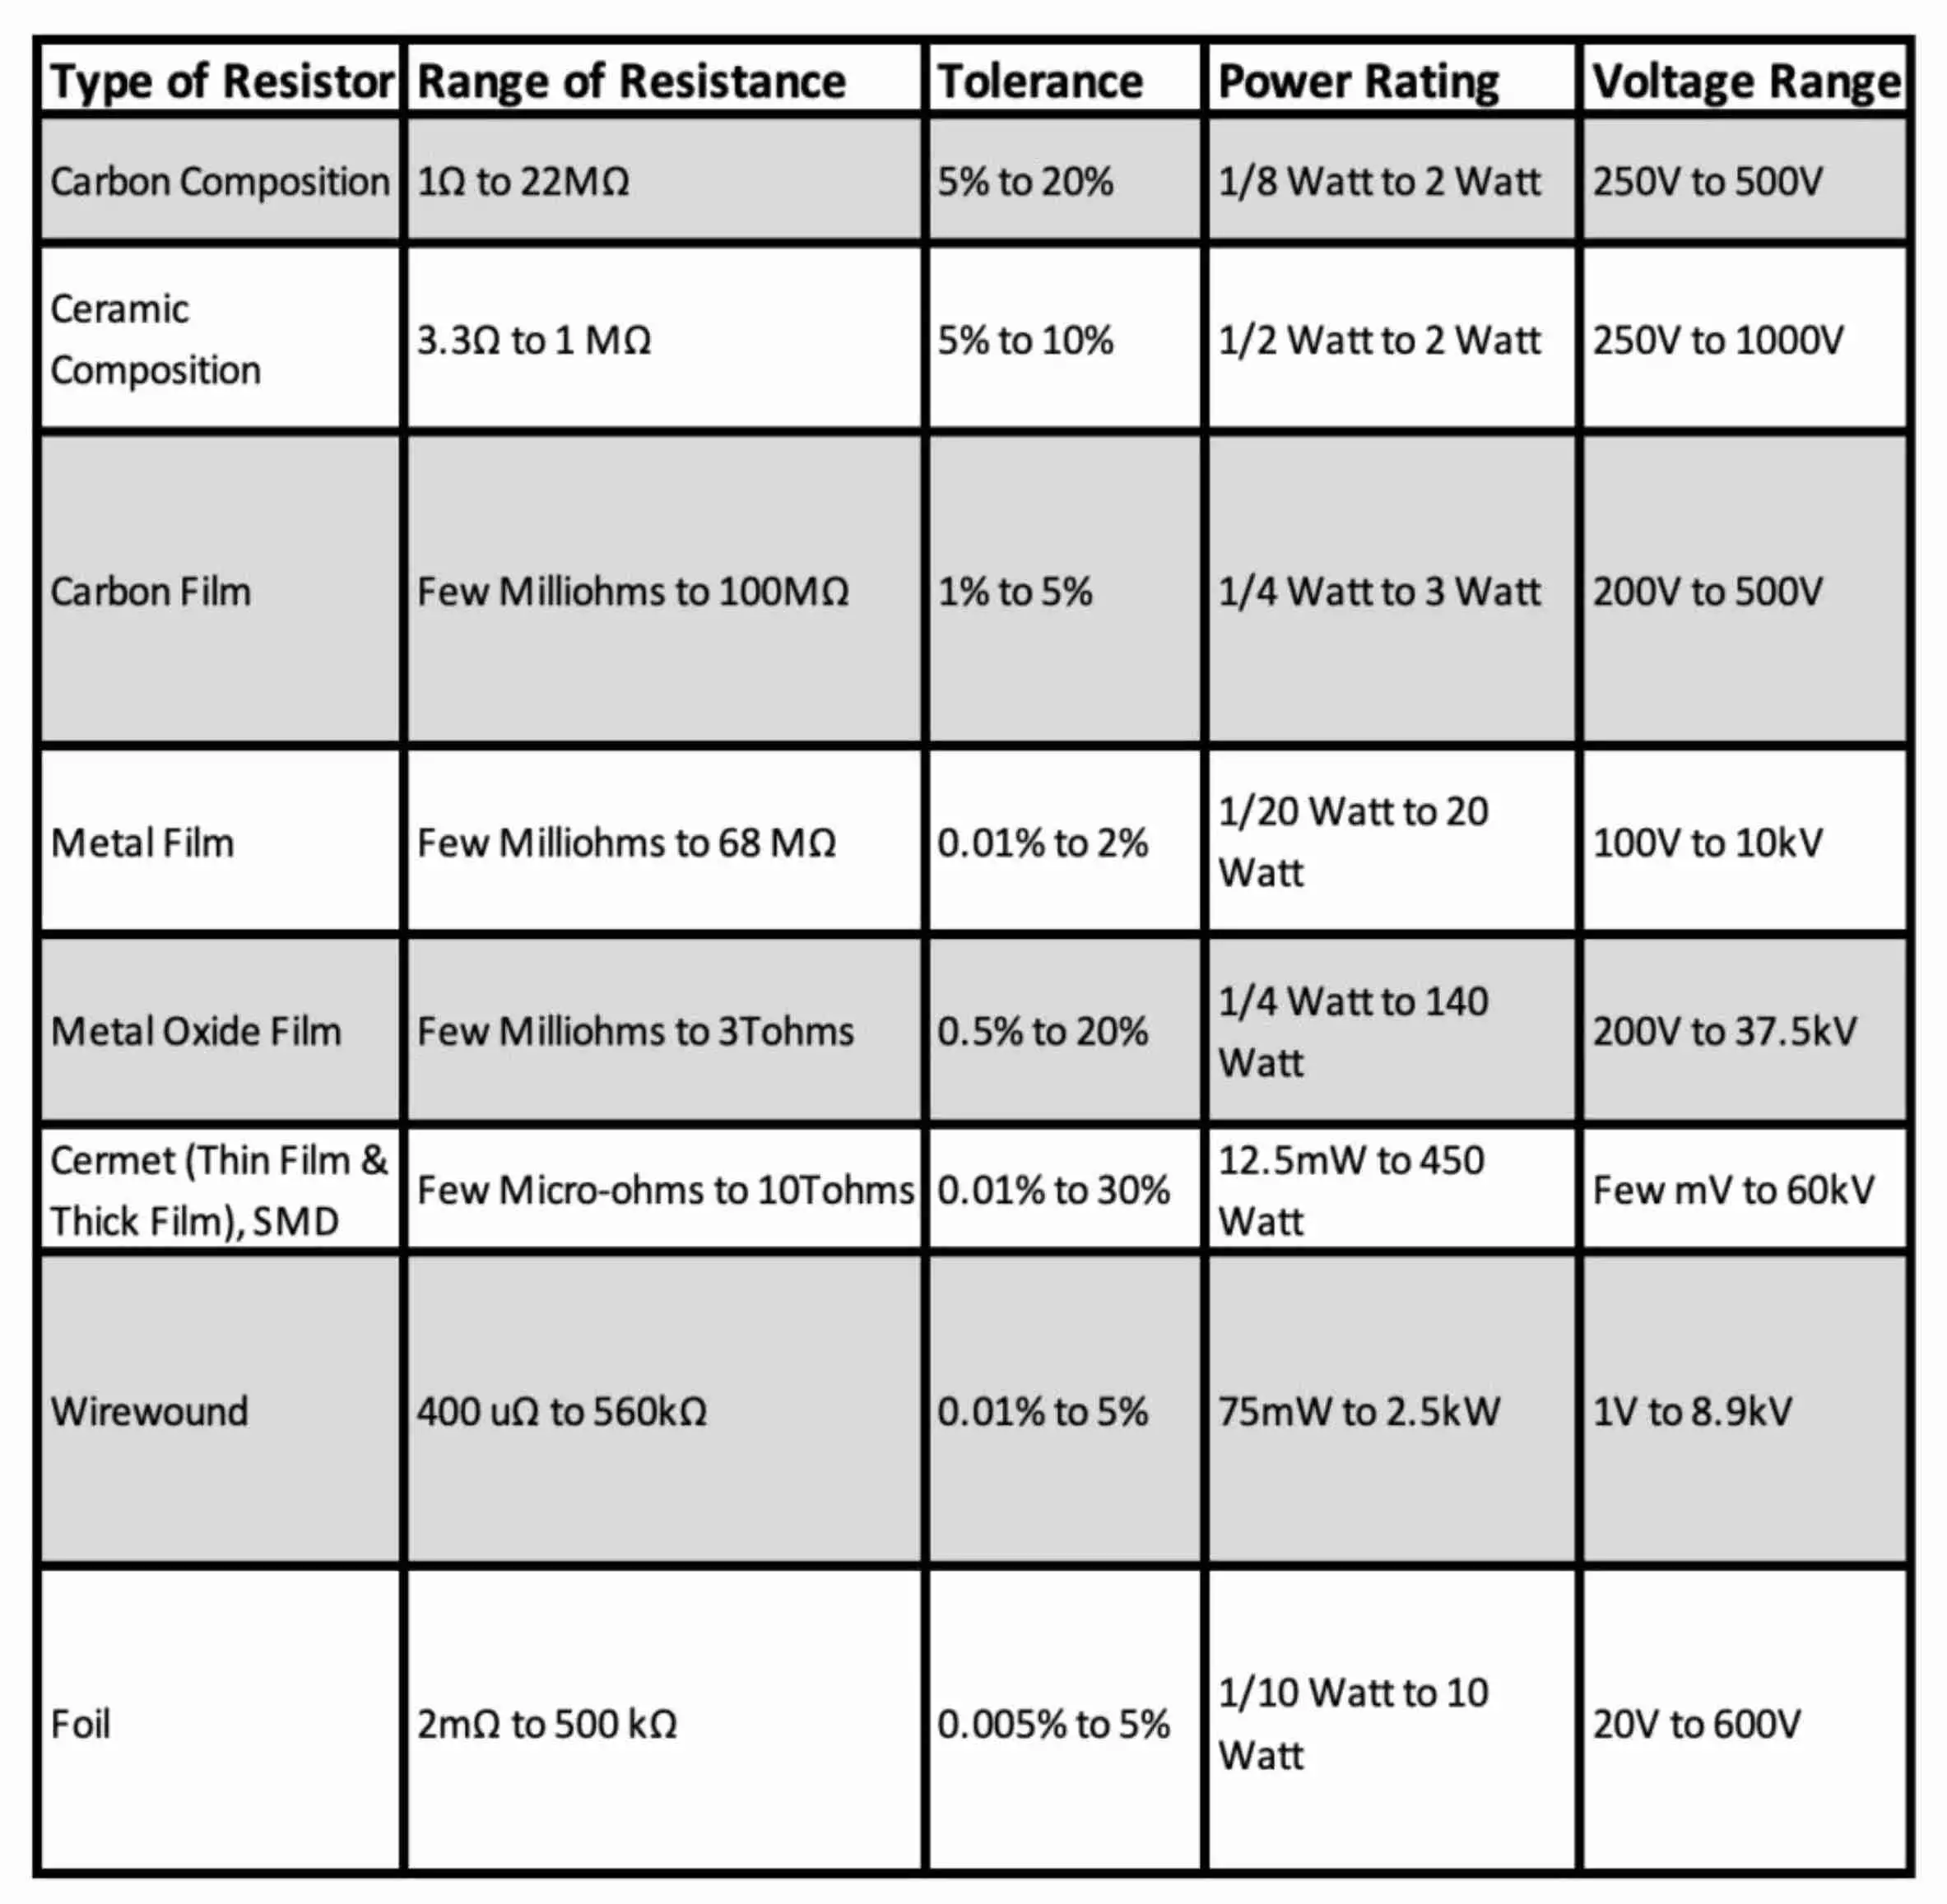 Type of Resistor Range of Resistance Tolerance Power Rating Voltage Range
Carbon Composition 1Ω to 22MΩ 5% to 20% 1/8 Watt to 2 Watt 250V to 500V
Ceramic
Composition 3.3Ω to 1 MΩ 5% to 10% 1/2 Watt to 2 Watt 250V to 1000V
Carbon Film Few Milliohms to 100MΩ 1% to 5% 1/4 Watt to 3 Watt 200V to 500V
Metal Film Few Milliohms to 68 MΩ 0.01% to 2% 1/20 Watt to 20
Watt 100V to 10kV
Metal Oxide Film Few Milliohms to 3Tohms 0.5% to 20% 1/4 Watt to 140
Watt 200V to 37.5kV
Cermet (Thin Film &
Thick Film), SMD Few Micro-ohms to 10Tohms 0.01% to 30% 12.5mW to 450
Watt Few mV to 60kV
Wirewound 400 uΩ to 560kΩ 0.01% to 5% 75mW to 2.5kW 1V to 8.9kV
Foil 2mΩ to 500 kΩ 0.005% to 5% 1/10 Watt to 10
Watt 20V to 600V